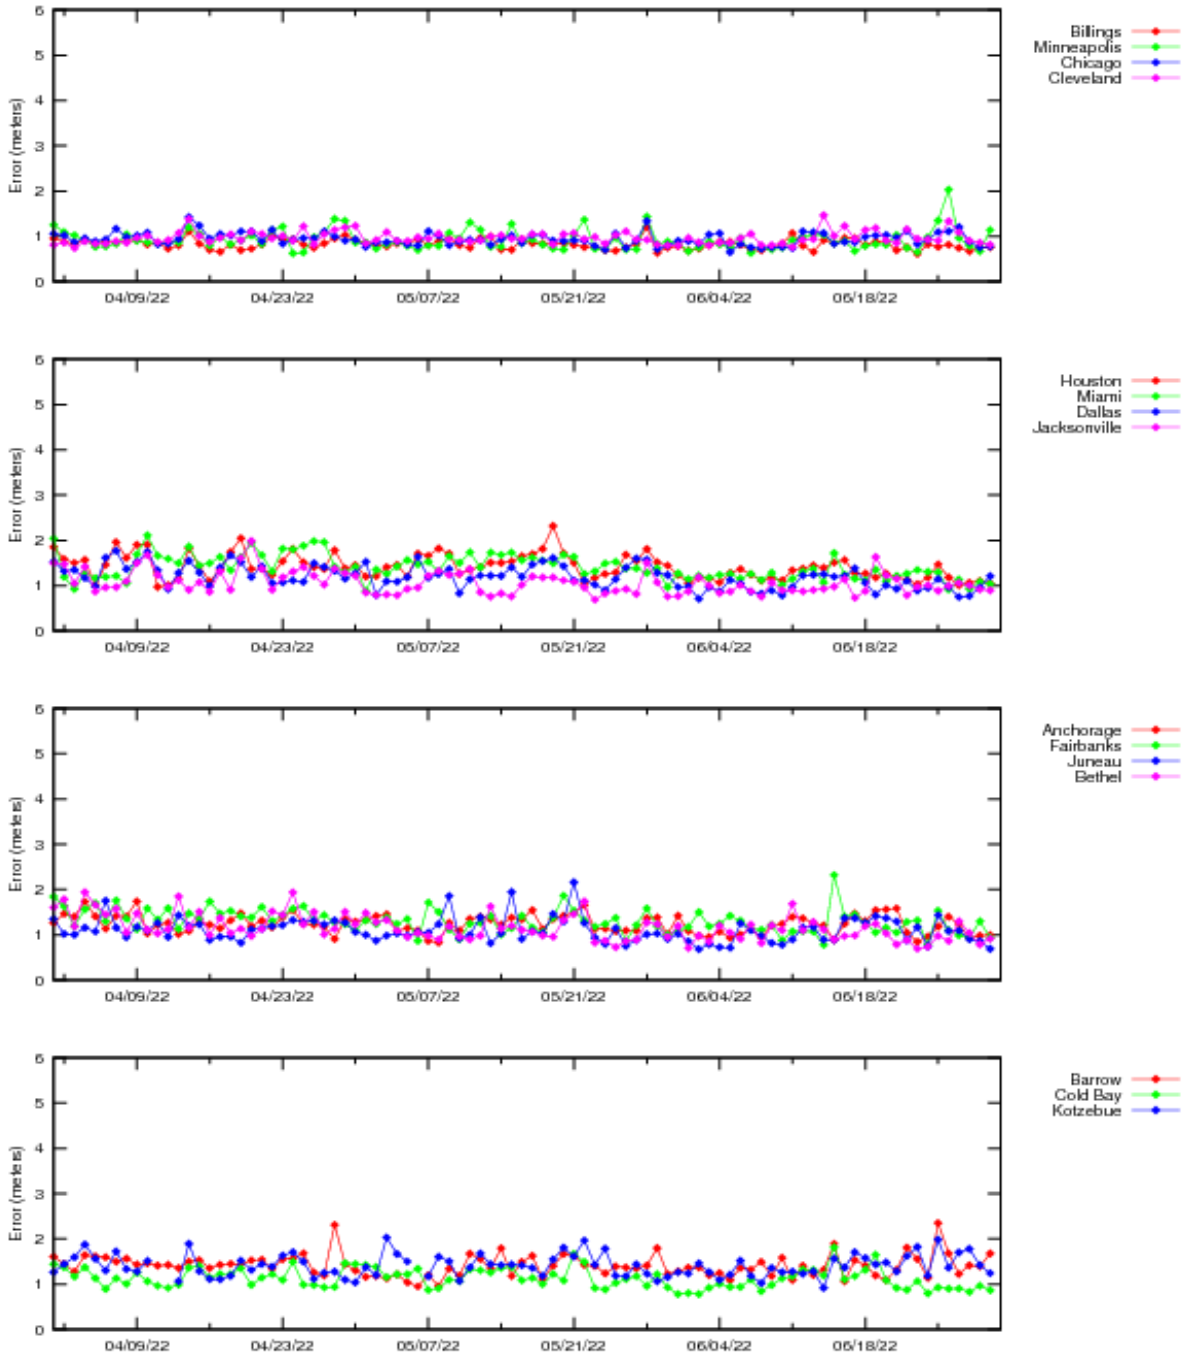 6
5
4
3
2
1
0
Error (meters)
04/09/22 04/23/22 05/07/22 05/21/22 06/04/22 06/18/22
Billings
Minneapolis
Chicago
Cleveland
6
5
4
3
2
1
0
Error (meters)
04/09/22 04/23/22 05/07/22 05/21/22 06/04/22 06/18/22
Houston
Miami
Dallas
Jacksonville
6
5
4
3
2
1
0
Error (meters)
04/09/22 04/23/22 05/07/22 05/21/22 06/04/22 06/18/22
Anchorage
Fairbanks
Juneau
Bethel
6
5
4
3
2
1
0
Error (meters)
04/09/22 04/23/22 05/07/22 05/21/22 06/04/22 06/18/22
Barrow
Cold Bay
Kotzebue